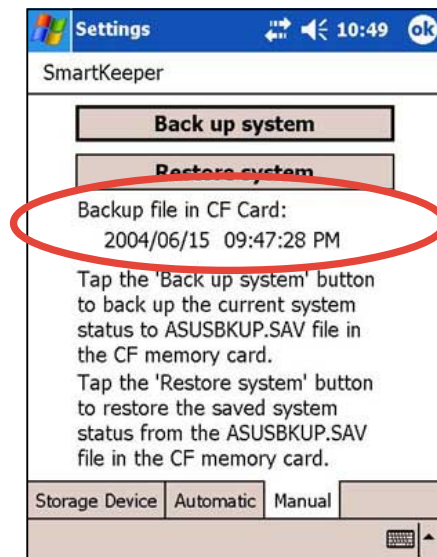 Settings 10:49 ok
SmartKeeper
Back up system
Restore system
Backup file in CF Card:
2004/06/15 09:47:28 PM
Tap the 'Back up system' button
to back up the current system
status to ASUSBKUP.SAV file in
the CF memory card.
Tap the 'Restore system' button
to restore the saved system
status from the ASUSBKUP.SAV
file in the CF memory card.
Storage Device Automatic Manual